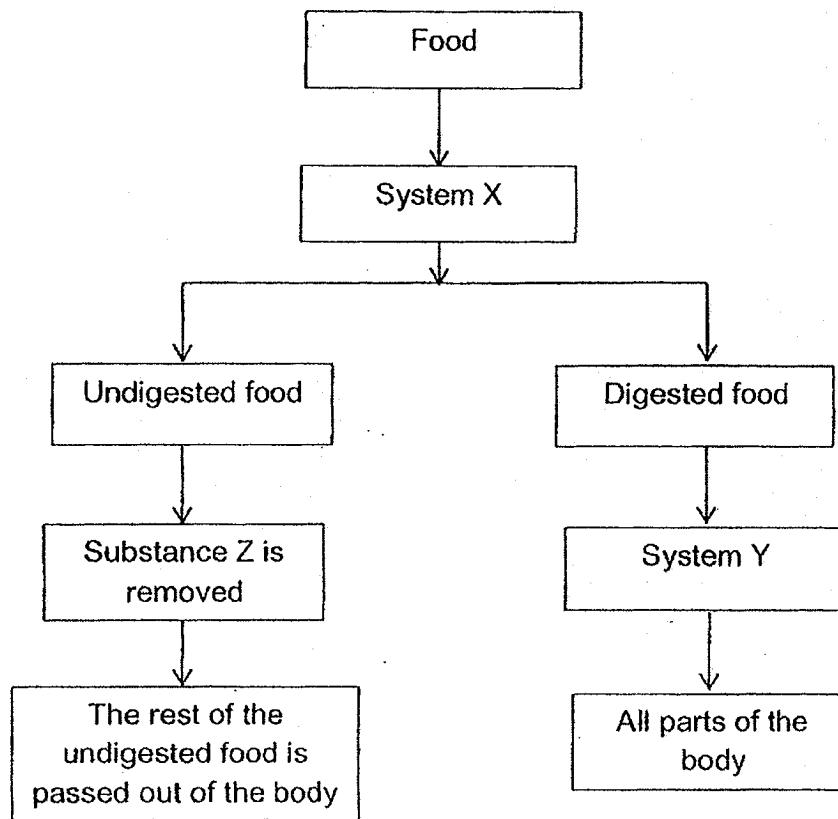 Food
System X
Undigested food
Digested food
Substance Z is
removed
System Y
The rest of the
undigested food is
passed out of the body
All parts of the
body